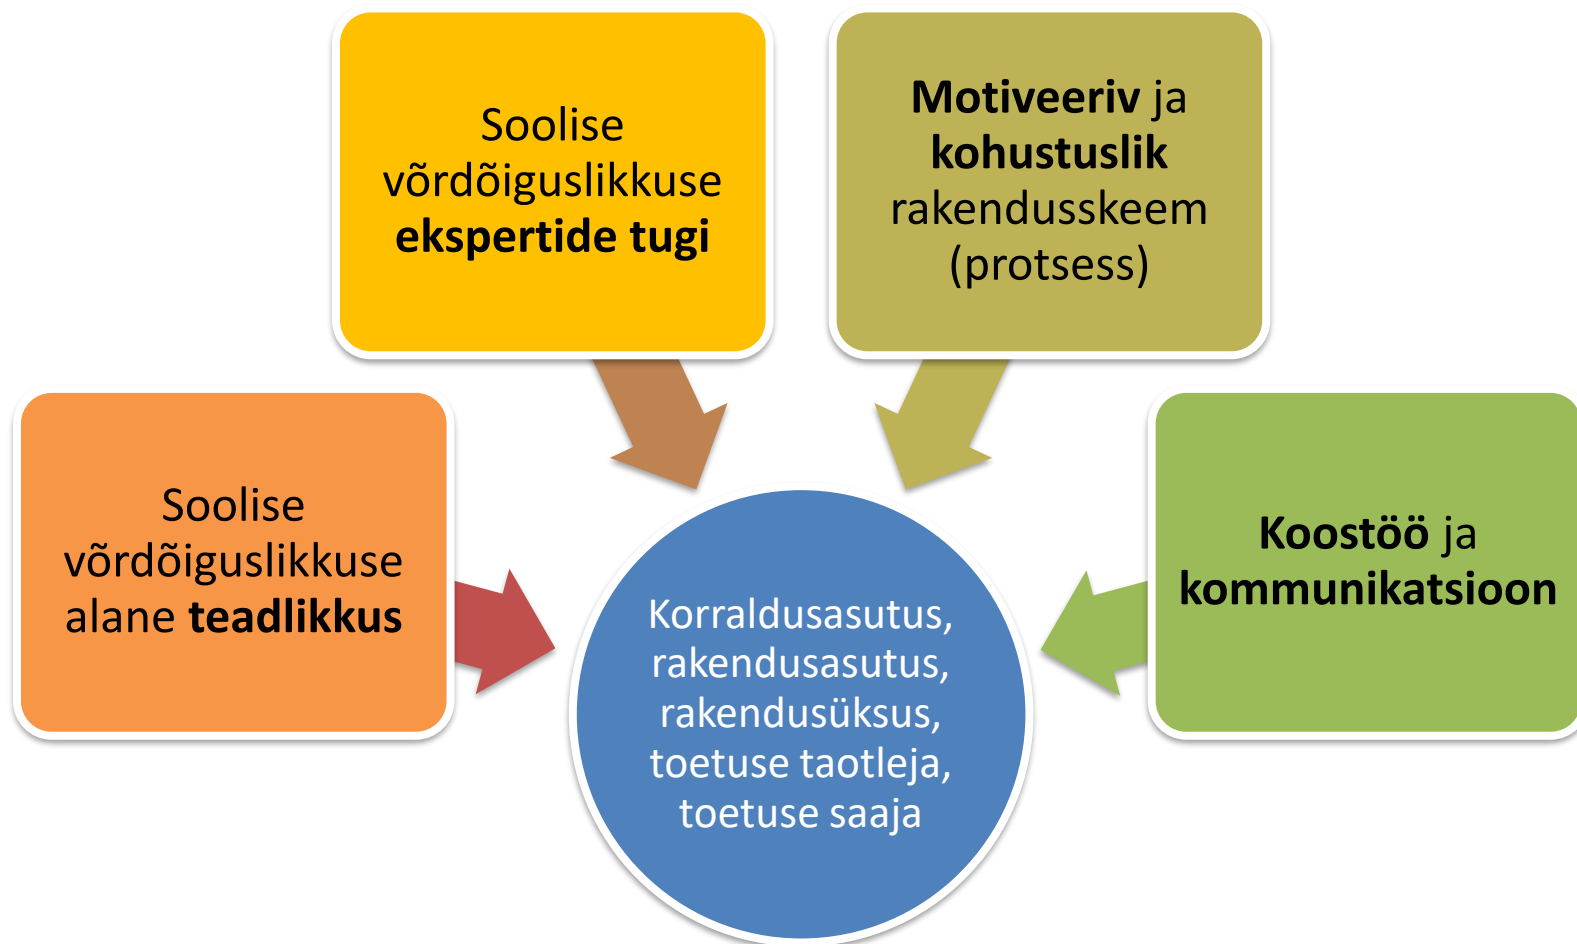 Soolise
võrdõiguslikkuse
ekspertide tugi
Motiveeriv ja
kohustuslik
rakendusskeem
(protsess)
Soolise
võrdõiguslikkuse
alane teadlikkus
Koostöö ja
kommunikatsioon
Korraldusasutus,
rakendusasutus,
rakendusüksus,
toetuse taotleja,
toetuse saaja